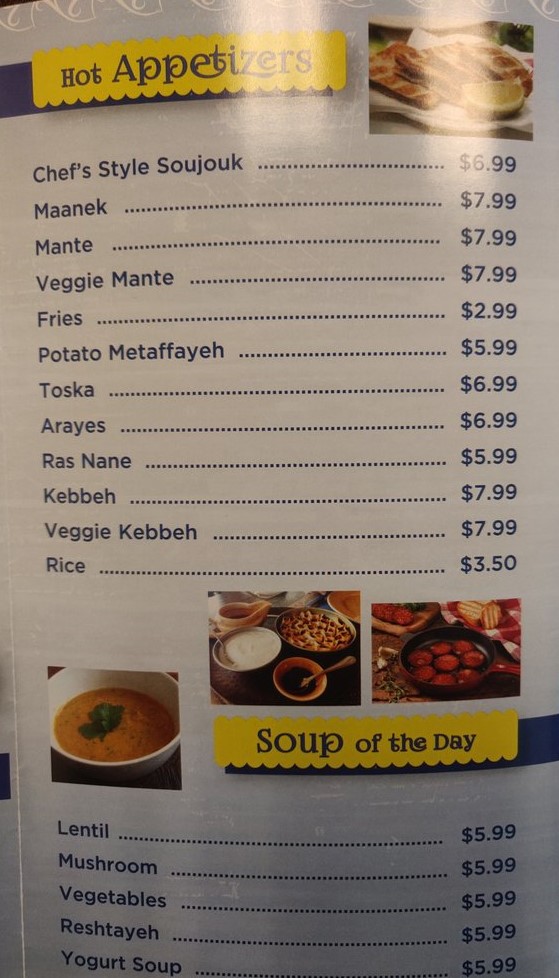 Hot Appetizers
Chef's Style Soujouk ........................ $6.99
Maanek ........................ $7.99
Mante ........................ $7.99
Veggie Mante ........................ $7.99
Fries ........................ $2.99
Potato Metaffayeh ........................ $5.99
Toska ........................ $6.99
Arayes ........................ $6.99
Ras Nane ........................ $5.99
Kebbeh ........................ $7.99
Veggie Kebbeh ........................ $7.99
Rice ........................ $3.50
Soup of the Day
Lentil ........................ $5.99
Mushroom ........................ $5.99
Vegetables ........................ $5.99
Reshtayeh ........................ $5.99
Yogurt Soup ........................ $5.99